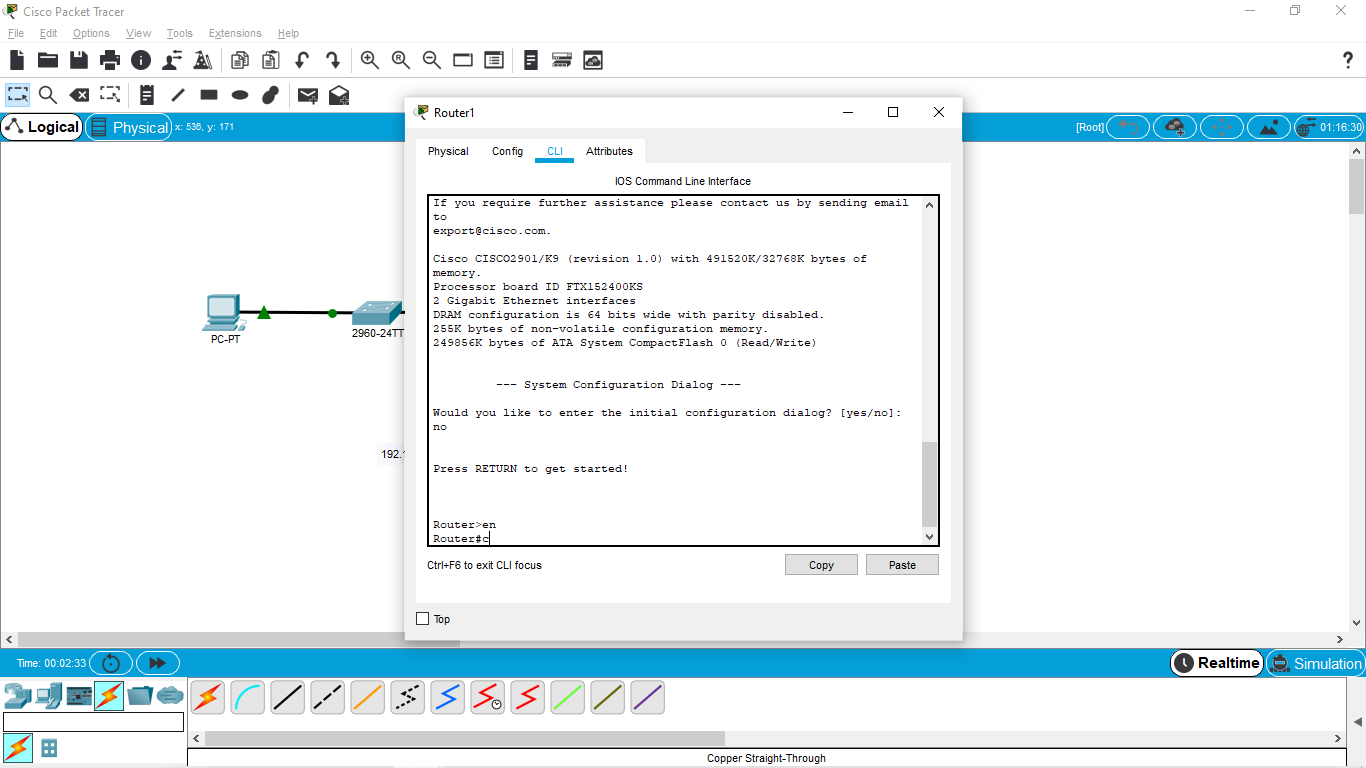 Cisco Packet Tracer
File Edit Options View Tools Extensions Help
Logical
Physical
x: 536, y: 171
[Root]
01:16:30
Router1
Physical Config CLI Attributes
IOS Command Line Interface
If you require further assistance please contact us by sending email
to
export@cisco.com.
Cisco CISCO2901/K9 (revision 1.0) with 491520K/32768K bytes of
memory.
Processor board ID FTX152400KS
2 Gigabit Ethernet interfaces
DRAM configuration is 64 bits wide with parity disabled.
255K bytes of non-volatile configuration memory.
249856K bytes of ATA System CompactFlash 0 (Read/Write)
--- System Configuration Dialog ---
Would you like to enter the initial configuration dialog? [yes/no]:
no
Press RETURN to get started!
Router>en
Router#c
Ctrl+F6 to exit CLI focus
Copy
Paste
Top
PC-PT
2960-24TT
192.1
Time: 00:02:33
Realtime
Simulation
Copper Straight-Through